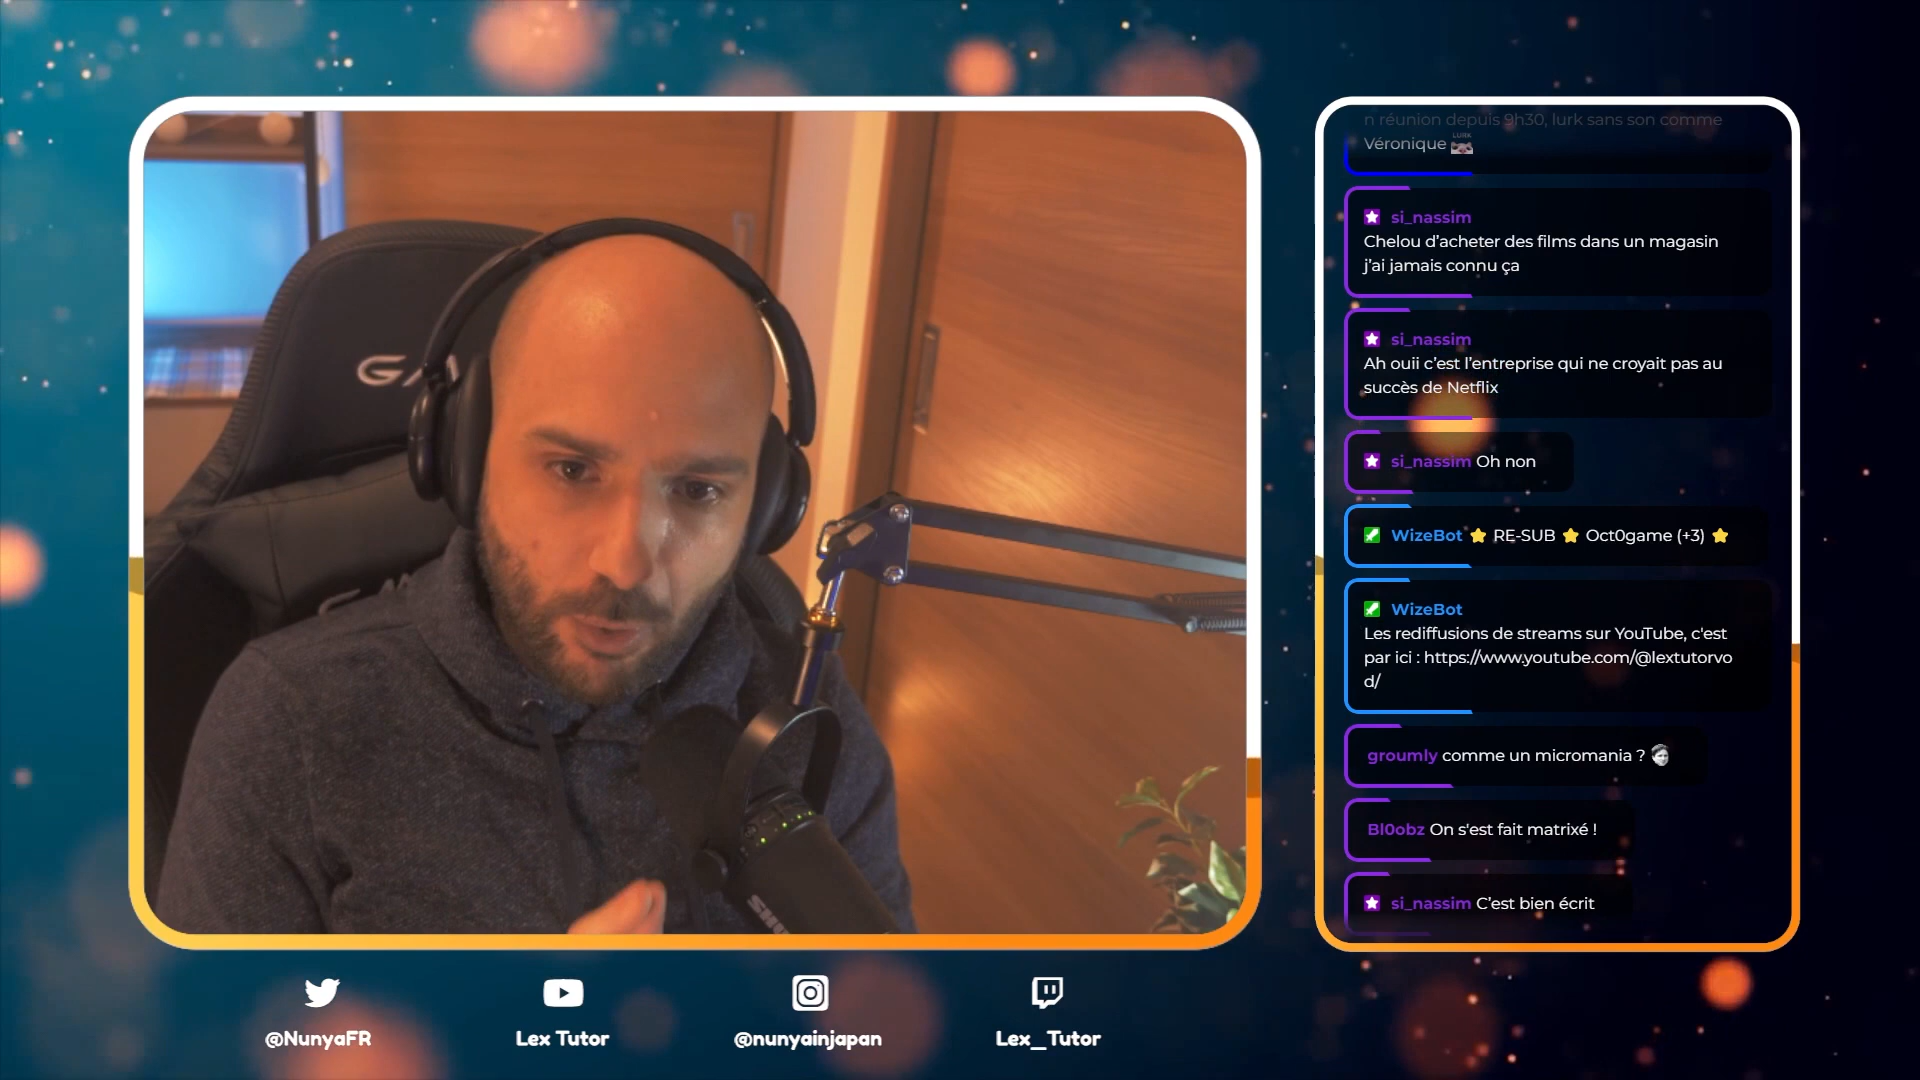 n réunion depuis 9h30, lurk sans son comme
Véronique
si_nassim
Chelou d'acheter des films dans un magasin
j'ai jamais connu ça
si_nassim
Ah ouii c'est l'entreprise qui ne croyait pas au
succès de Netflix
si_nassim Oh non
WizeBot ⭐ RE-SUB ⭐ Oct0game (+3) ⭐
WizeBot
Les rediffusions de streams sur YouTube, c'est
par ici : https://www.youtube.com/@lextutorvo
d/
groumly comme un micromania ?
Bl0obz On s'est fait matrixé !
si_nassim C'est bien écrit
GA
SHU
@NunyaFR
Lex Tutor
@nunyainjapan
Lex__Tutor